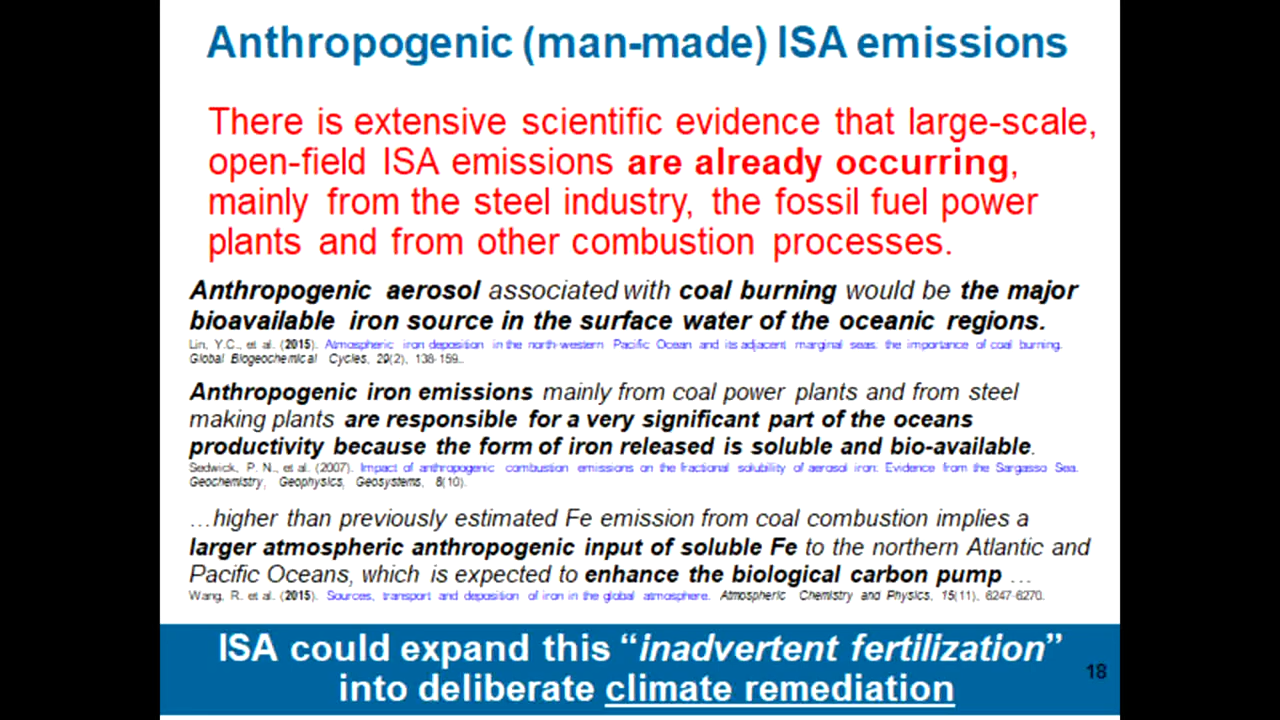 Anthropogenic (man-made) ISA emissions
There is extensive scientific evidence that large-scale,
open-field ISA emissions are already occurring,
mainly from the steel industry, the fossil fuel power
plants and from other combustion processes.
Anthropogenic aerosol associated with coal burning would be the major
bioavailable iron source in the surface water of the oceanic regions.
Lin, Y.C., et al. (2015). Atmospheric iron deposition in the north-western Pacific Ocean and its adjacent marginal seas: the importance of coal burning.
Global Biogeochemical Cycles, 29(2), 138-159..
Anthropogenic iron emissions mainly from coal power plants and from steel
making plants are responsible for a very significant part of the oceans
productivity because the form of iron released is soluble and bio-available.
Sedwick, P. N., et al. (2007). Impact of anthropogenic combustion emissions on the fractional solubility of aerosol iron: Evidence from the Sargasso Sea.
Geochemistry, Geophysics, Geosystems, 8(10).
…higher than previously estimated Fe emission from coal combustion implies a
larger atmospheric anthropogenic input of soluble Fe to the northern Atlantic and
Pacific Oceans, which is expected to enhance the biological carbon pump …
Wang, R. et al. (2015). Sources, transport and deposition of iron in the global atmosphere. Atmospheric Chemistry and Physics, 15(11), 6247-6270.
ISA could expand this “inadvertent fertilization”
into deliberate climate remediation
18